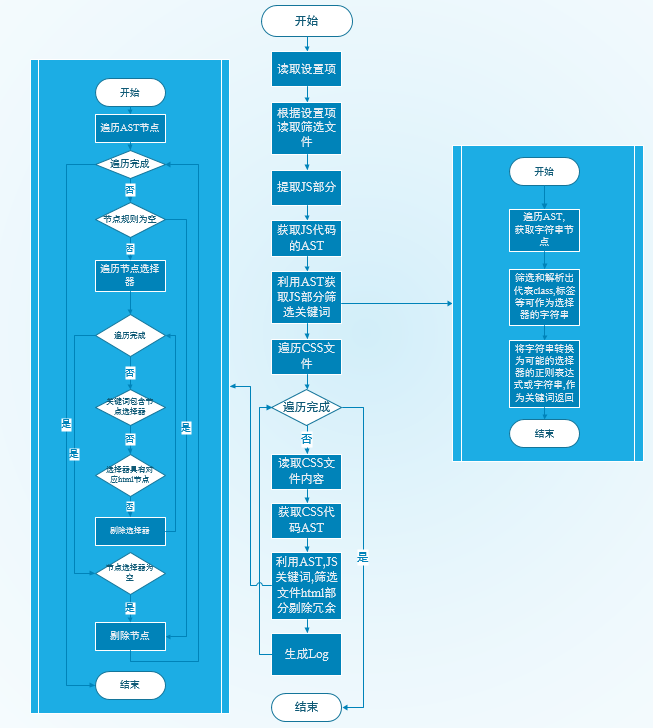 开始
读取设置项
根据设置项
读取筛选文
件
提取JS部分
获取JS代码
的AST
利用AST获
取JS部分筛
选关键词
遍历CSS文
件
遍历完成
否
读取CSS文
件内容
获取CSS代
码AST
利用AST,JS
关键词,筛选
文件html部
分剔除冗余
生成Log
是
结束
开始
遍历AST节点
遍历完成
否
节点规则为空
否
遍历节点选择
器
遍历完成
否
关键词包含节
点选择器
否
选择器具有对
应html节点
否
剔除选择器
节点选择器为
空
是
剔除节点
结束
是
是
是
开始
遍历AST,
获取字符串节
点
筛选和解析出
代表class,标签
等可作为选择
器的字符串
将字符串转换
为可能的选择
器的正则表达
式或字符串,作
为关键词返回
结束